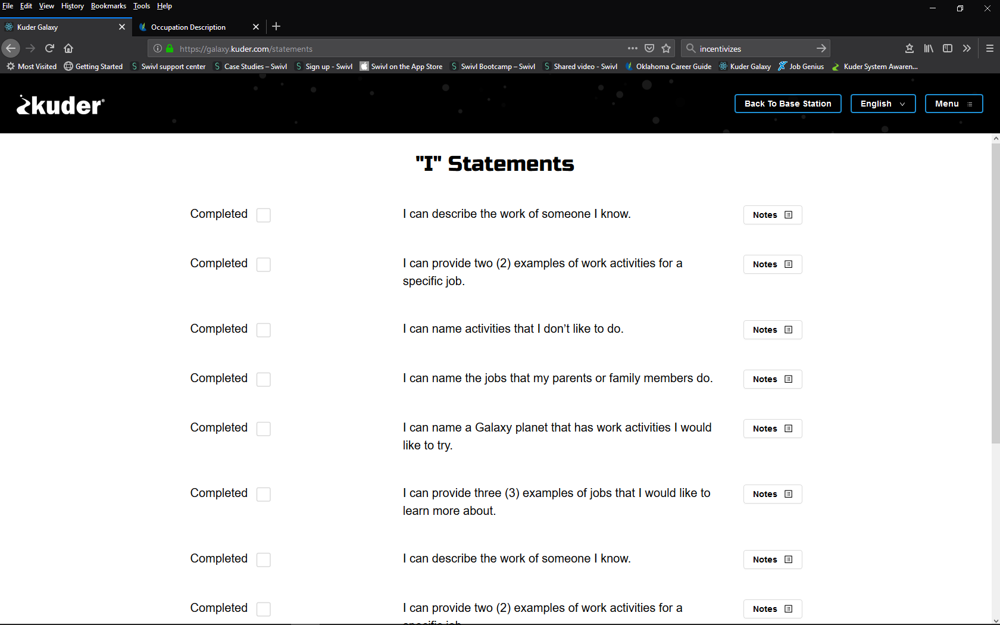 File Edit View History Bookmarks Tools Help
Kuder Galaxy
Occupation Description
https://galaxy.kuder.com/statements
incentivizes
Most Visited Getting Started Swivl support center Case Studies – Swivl Sign up - Swivl Swivl on the App Store Swivl Bootcamp – Swivl Shared video - Swivl Oklahoma Career Guide Kuder Galaxy Job Genius Kuder System Awaren...
kuder®
Back To Base Station English Menu
"I" Statements
Completed I can describe the work of someone I know. Notes
Completed I can provide two (2) examples of work activities for a Notes
specific job.
Completed I can name activities that I don’t like to do. Notes
Completed I can name the jobs that my parents or family members do. Notes
Completed I can name a Galaxy planet that has work activities I would Notes
like to try.
Completed I can provide three (3) examples of jobs that I would like to Notes
learn more about.
Completed I can describe the work of someone I know. Notes
Completed I can provide two (2) examples of work activities for a Notes
specific job.